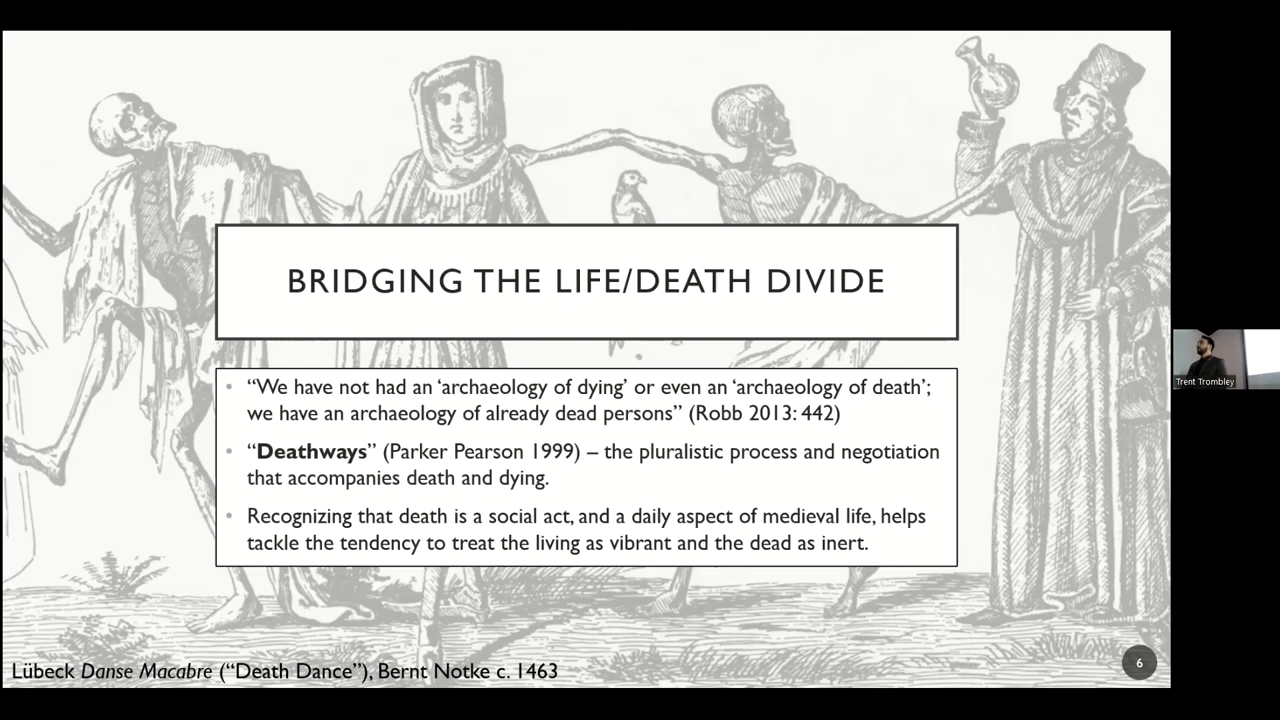 BRIDGING THE LIFE/DEATH DIVIDE
• “We have not had an ‘archaeology of dying’ or even an ‘archaeology of death’;
we have an archaeology of already dead persons” (Robb 2013: 442)
• “Deathways” (Parker Pearson 1999) – the pluralistic process and negotiation
that accompanies death and dying.
• Recognizing that death is a social act, and a daily aspect of medieval life, helps
tackle the tendency to treat the living as vibrant and the dead as inert.
Lübeck Danse Macabre (“Death Dance”), Bernt Notke c. 1463
6
Trent Trombley